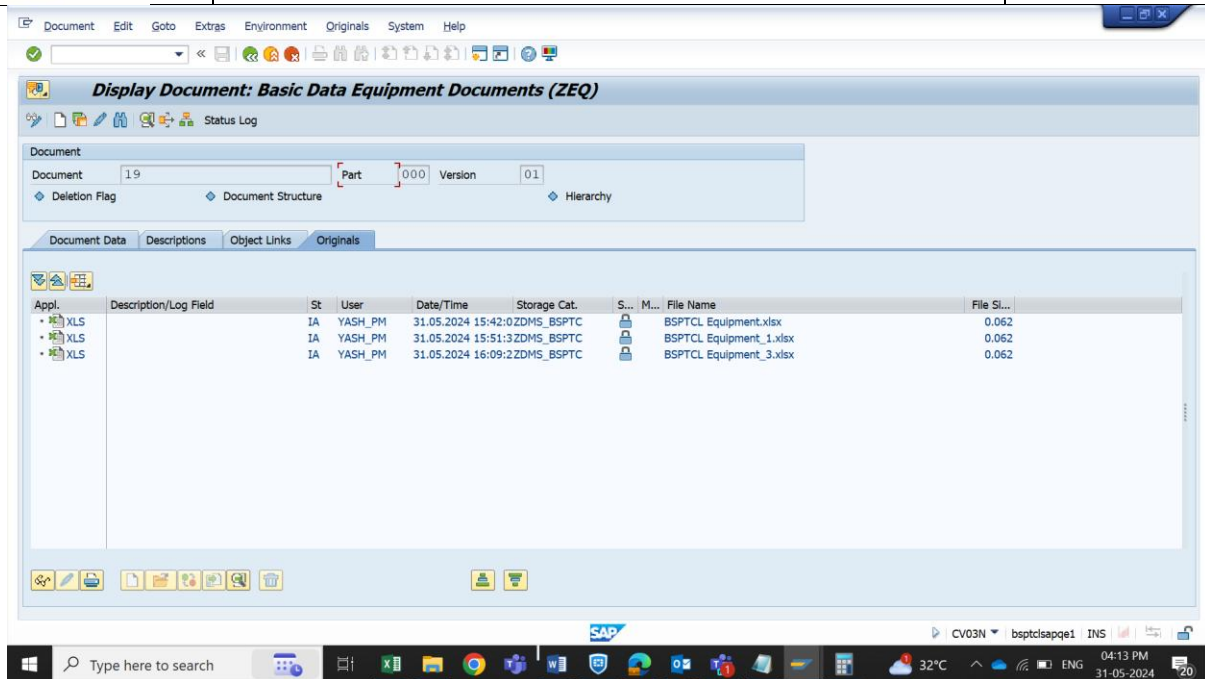 Document Edit Goto Extras Environment Originals System Help
Display Document: Basic Data Equipment Documents (ZEQ)
Status Log
Document
Document 19 Part 000 Version 01
Deletion Flag Document Structure Hierarchy
Document Data Descriptions Object Links Originals
Appl. Description/Log Field St User Date/Time Storage Cat. S... M... File Name File Si...
XLS IA YASH_PM 31.05.2024 15:42:0 ZDMS_BSPTC BSPTCL Equipment.xlsx 0.062
XLS IA YASH_PM 31.05.2024 15:51:3 ZDMS_BSPTC BSPTCL Equipment_1.xlsx 0.062
XLS IA YASH_PM 31.05.2024 16:09:2 ZDMS_BSPTC BSPTCL Equipment_3.xlsx 0.062
SAP
CV03N bsptclsapqe1 INS
Type here to search 32°C ENG 04:13 PM
31-05-2024 20